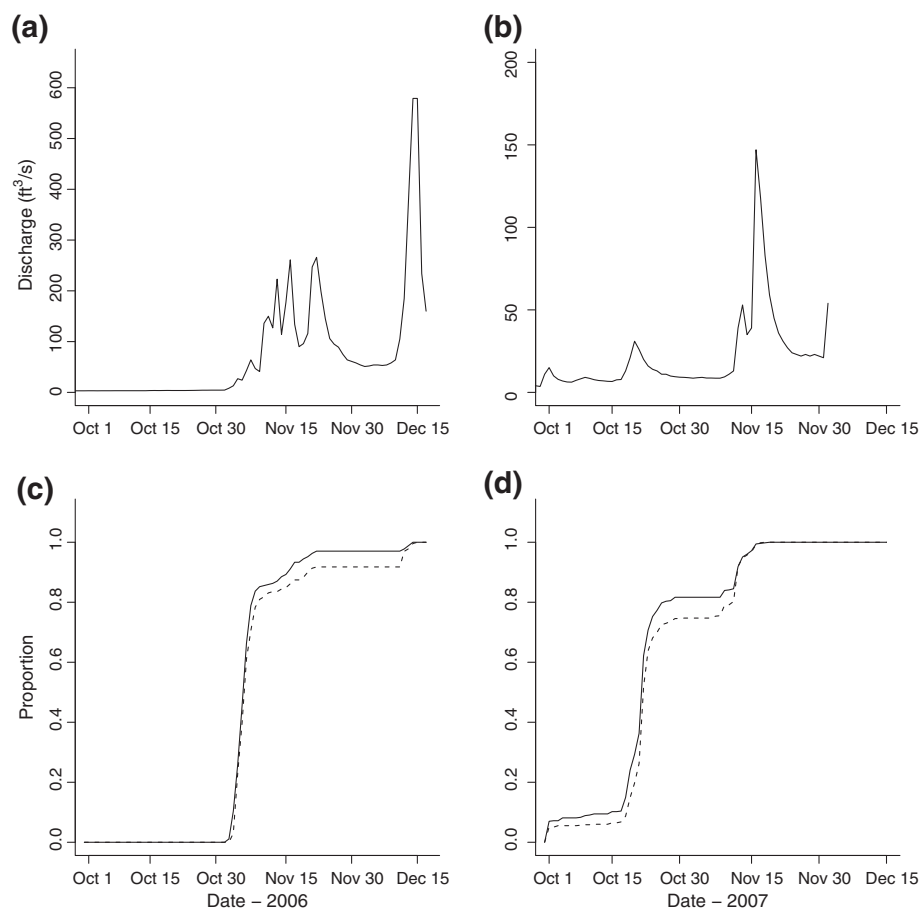 (a)
(b)
Discharge (ft³/s)
600
500
400
300
200
100
0
200
150
100
50
0
Oct 1 Oct 15 Oct 30 Nov 15 Nov 30 Dec 15
Oct 1 Oct 15 Oct 30 Nov 15 Nov 30 Dec 15
(c)
(d)
Proportion
1.0
0.8
0.6
0.4
0.2
0.0
1.0
0.8
0.6
0.4
0.2
0.0
Oct 1 Oct 15 Oct 30 Nov 15 Nov 30 Dec 15
Oct 1 Oct 15 Oct 30 Nov 15 Nov 30 Dec 15
Date – 2006
Date – 2007